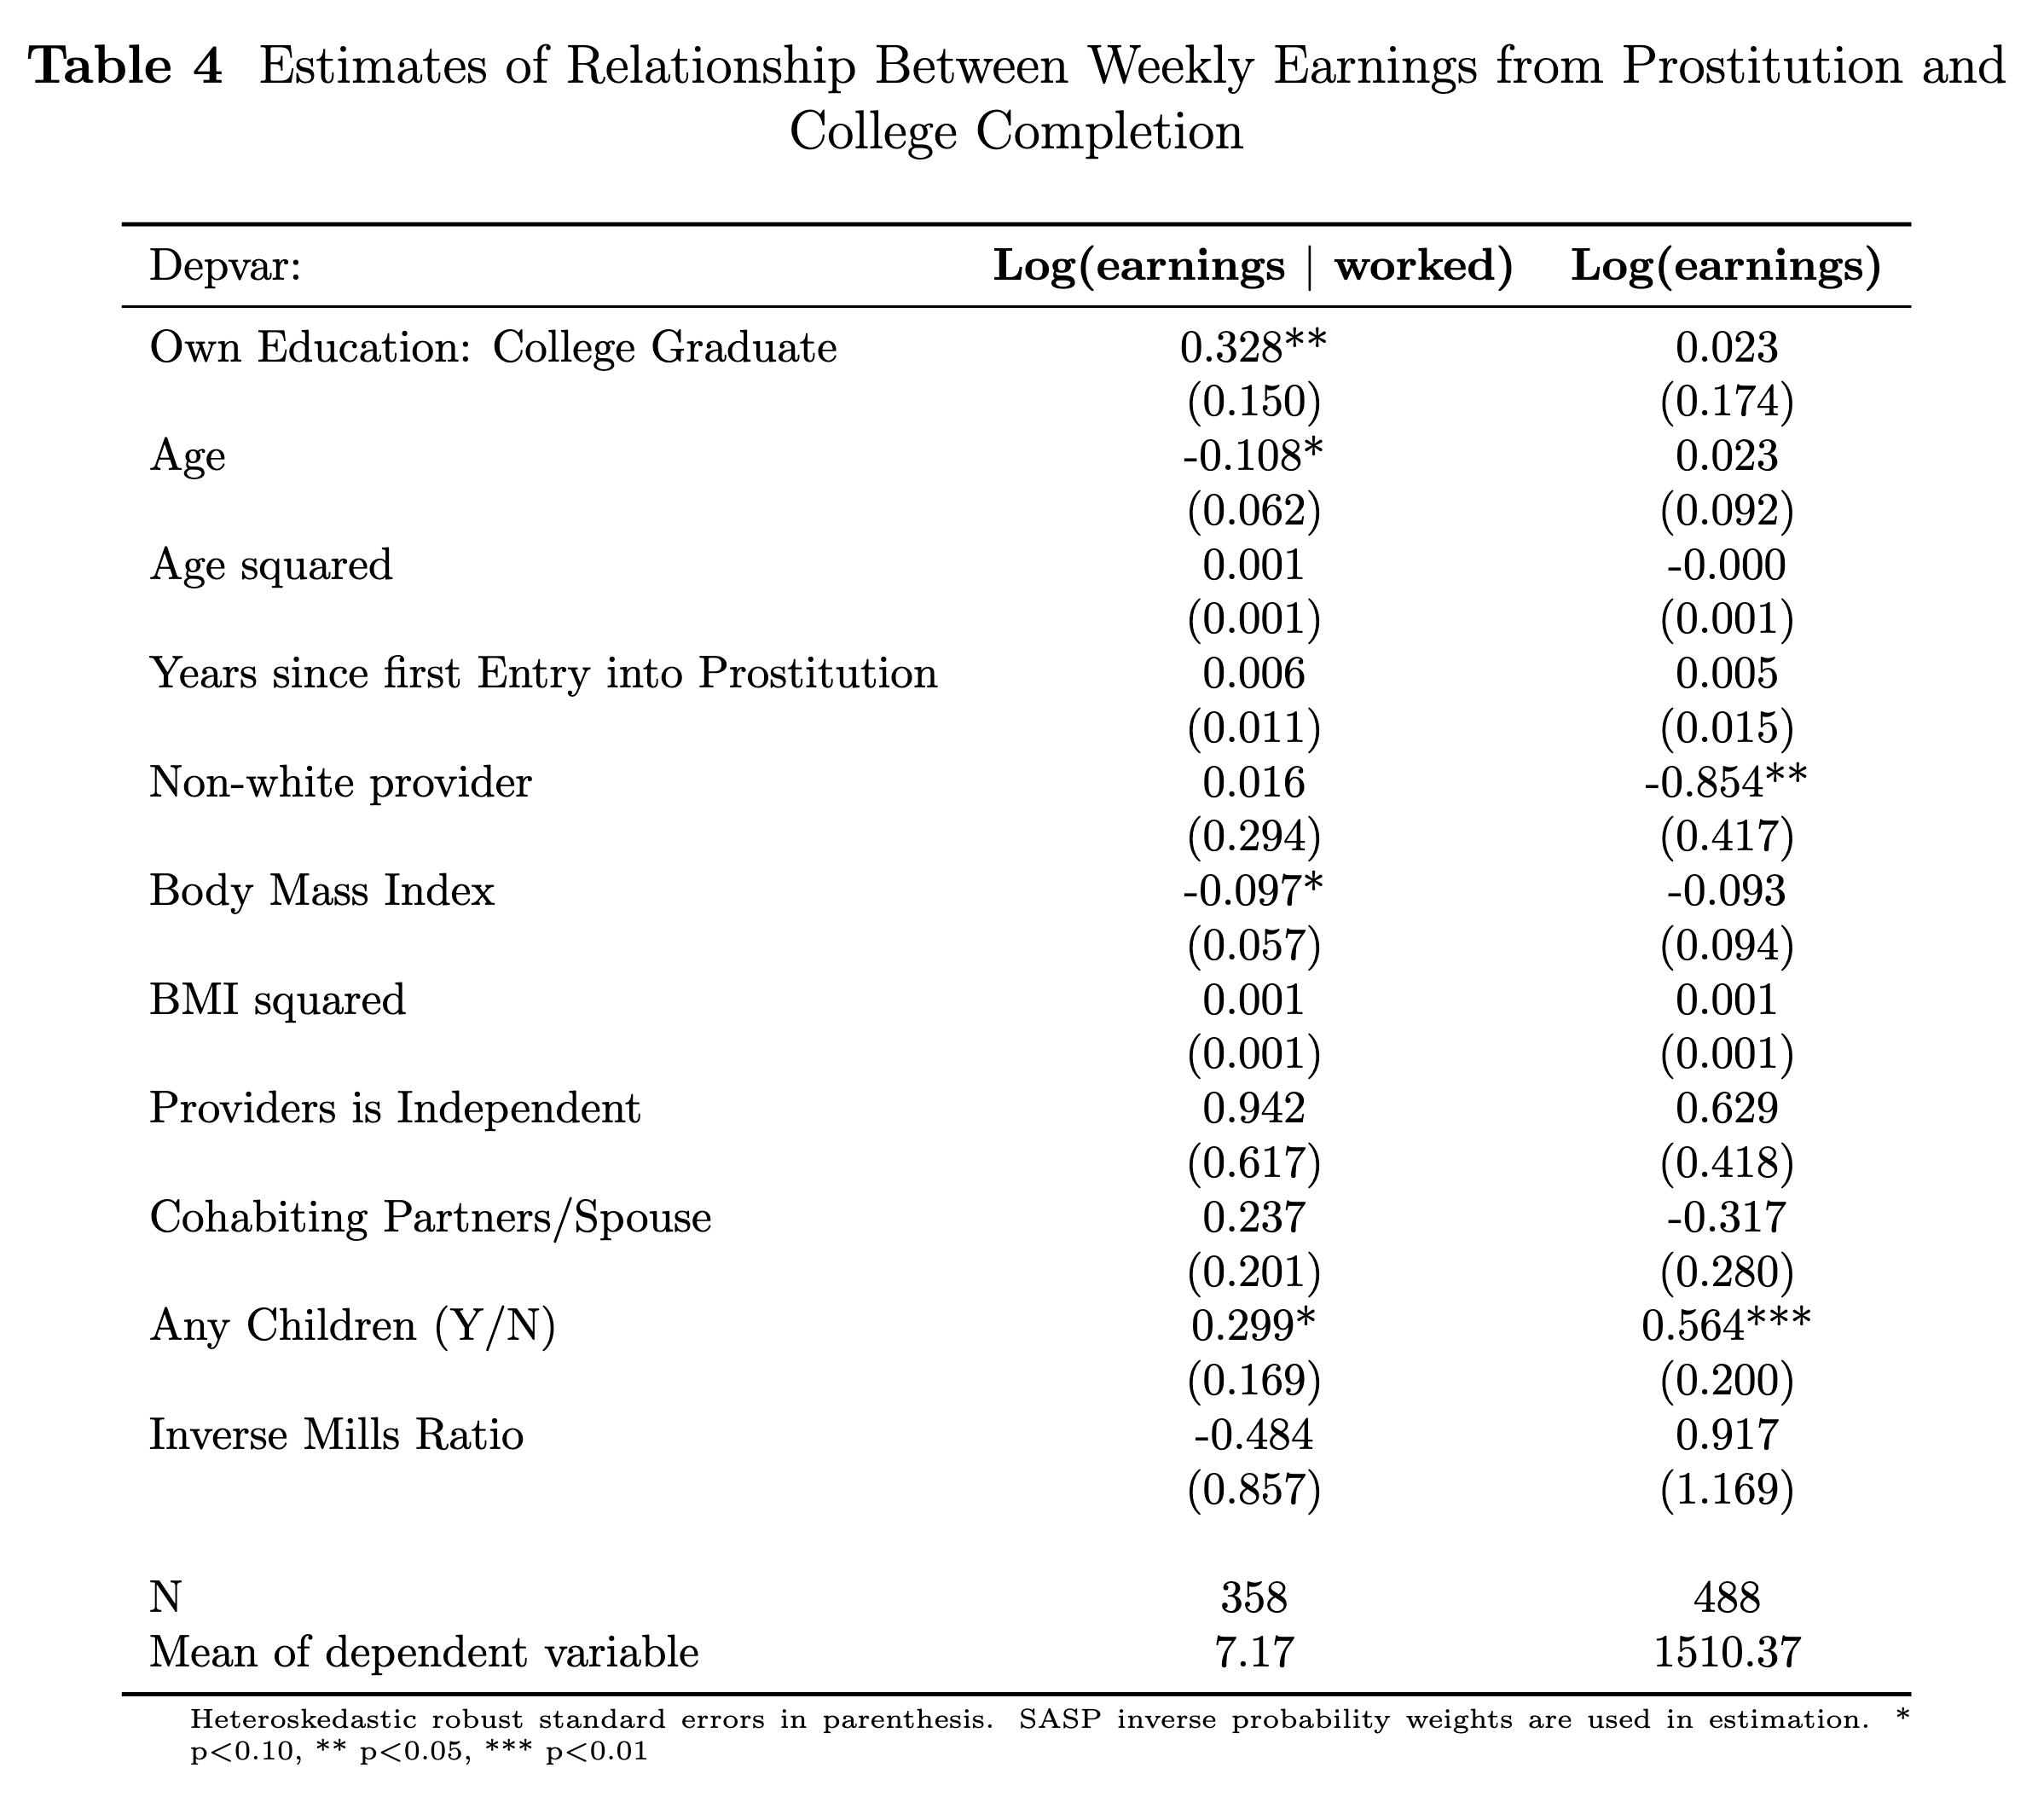 Table 4 Estimates of Relationship Between Weekly Earnings from Prostitution and
College Completion
Depvar: Log(earnings | worked) Log(earnings)
Own Education: College Graduate 0.328** 0.023
(0.150) (0.174)
Age -0.108* 0.023
(0.062) (0.092)
Age squared 0.001 -0.000
(0.001) (0.001)
Years since first Entry into Prostitution 0.006 0.005
(0.011) (0.015)
Non-white provider 0.016 -0.854**
(0.294) (0.417)
Body Mass Index -0.097* -0.093
(0.057) (0.094)
BMI squared 0.001 0.001
(0.001) (0.001)
Providers is Independent 0.942 0.629
(0.617) (0.418)
Cohabiting Partners/Spouse 0.237 -0.317
(0.201) (0.280)
Any Children (Y/N) 0.299* 0.564***
(0.169) (0.200)
Inverse Mills Ratio -0.484 0.917
(0.857) (1.169)
N 358 488
Mean of dependent variable 7.17 1510.37
Heteroskedastic robust standard errors in parenthesis. SASP inverse probability weights are used in estimation. *
p<0.10, ** p<0.05, *** p<0.01